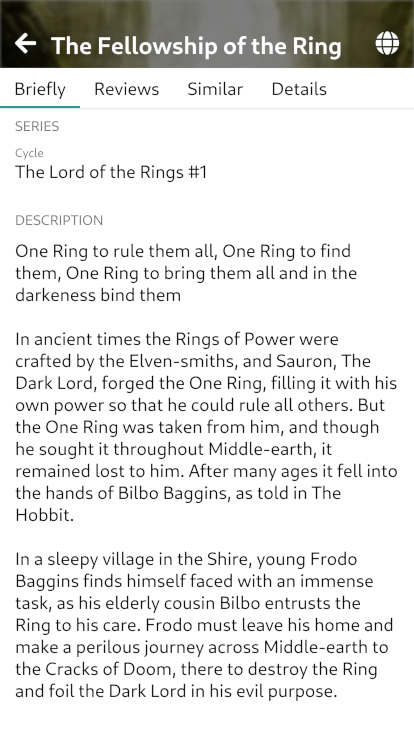 The Fellowship of the Ring
Briefly Reviews Similar Details
SERIES
Cycle
The Lord of the Rings #1
DESCRIPTION
One Ring to rule them all, One Ring to find
them, One Ring to bring them all and in the
darkeness bind them
In ancient times the Rings of Power were
crafted by the Elven-smiths, and Sauron, The
Dark Lord, forged the One Ring, filling it with his
own power so that he could rule all others. But
the One Ring was taken from him, and though
he sought it throughout Middle-earth, it
remained lost to him. After many ages it fell into
the hands of Bilbo Baggins, as told in The
Hobbit.
In a sleepy village in the Shire, young Frodo
Baggins finds himself faced with an immense
task, as his elderly cousin Bilbo entrusts the
Ring to his care. Frodo must leave his home and
make a perilous journey across Middle-earth to
the Cracks of Doom, there to destroy the Ring
and foil the Dark Lord in his evil purpose.